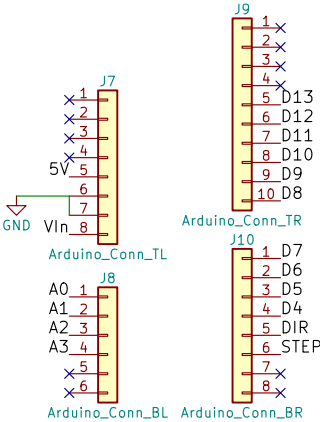 J7
1
2
3
4
5V 5
6
GND
7
VIn 8
Arduino_Conn_TL
J8
A0 1
A1 2
A2 3
A3 4
5
6
Arduino_Conn_BL
J9
1
2
3
4
5 D13
6 D12
7 D11
8 D10
9 D9
10 D8
Arduino_Conn_TR
J10
1 D7
2 D6
3 D5
4 D4
5 DIR
6 STEP
7
8
Arduino_Conn_BR